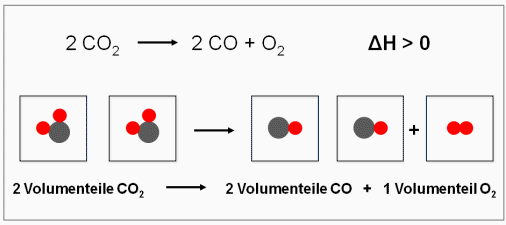 2 CO₂ → 2 CO + O₂ ΔH > 0
→ +
2 Volumenteile CO₂ → 2 Volumenteile CO + 1 Volumenteil O₂